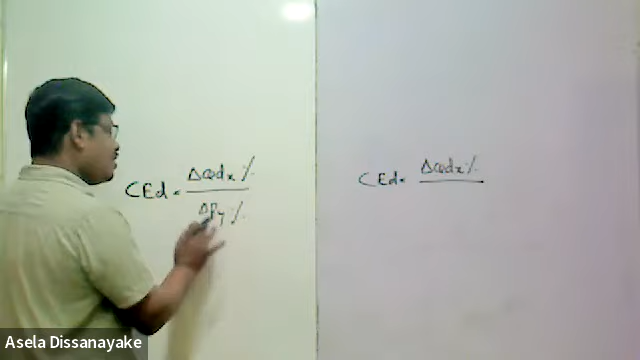 CEd = ΔQdx %
ΔPy %
CEd = ΔQdx %
Asela Dissanayake